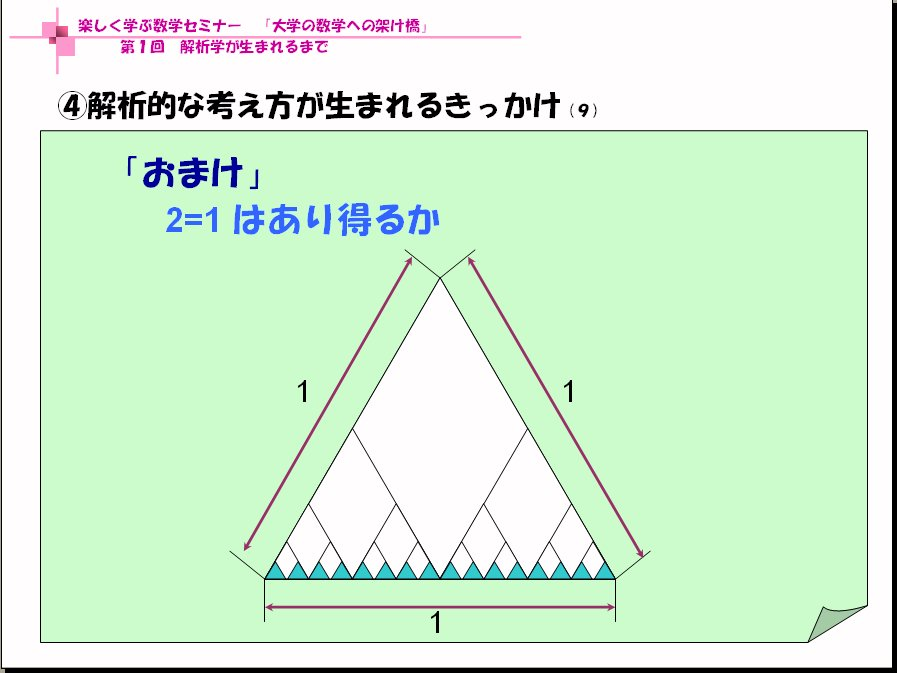 楽しく学ぶ数学セミナー 「大学の数学への架け橋」
第1回 解析学が生まれるまで
④解析的な考え方が生まれるきっかけ（9）
「おまけ」
2=1 はあり得るか
1
1
1